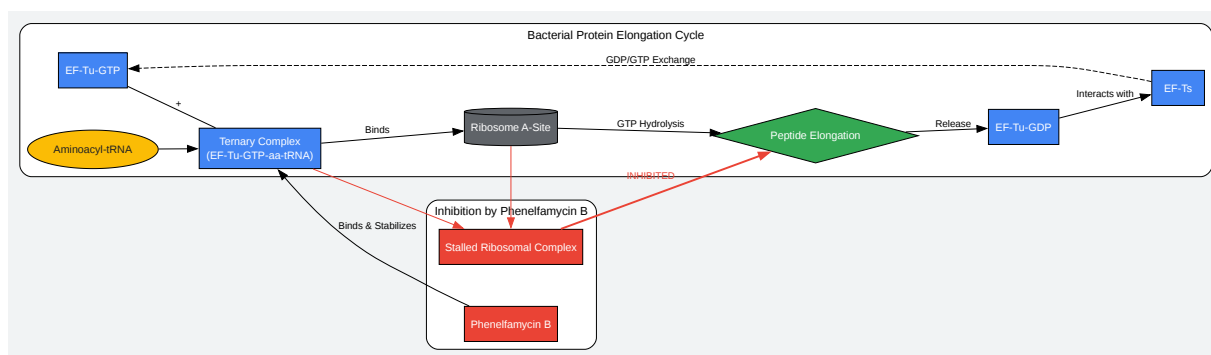 Bacterial Protein Elongation Cycle
EF-Tu-GTP
GDP/GTP Exchange
EF-Ts
Interacts with
+
Aminoacyl-tRNA
Ternary Complex
(EF-Tu-GTP-aa-tRNA)
Binds
Ribosome A-Site
GTP Hydrolysis
Peptide Elongation
Release
EF-Tu-GDP
INHIBITED
Inhibition by Phenelfamycin B
Binds & Stabilizes
Stalled Ribosomal Complex
Phenelfamycin B